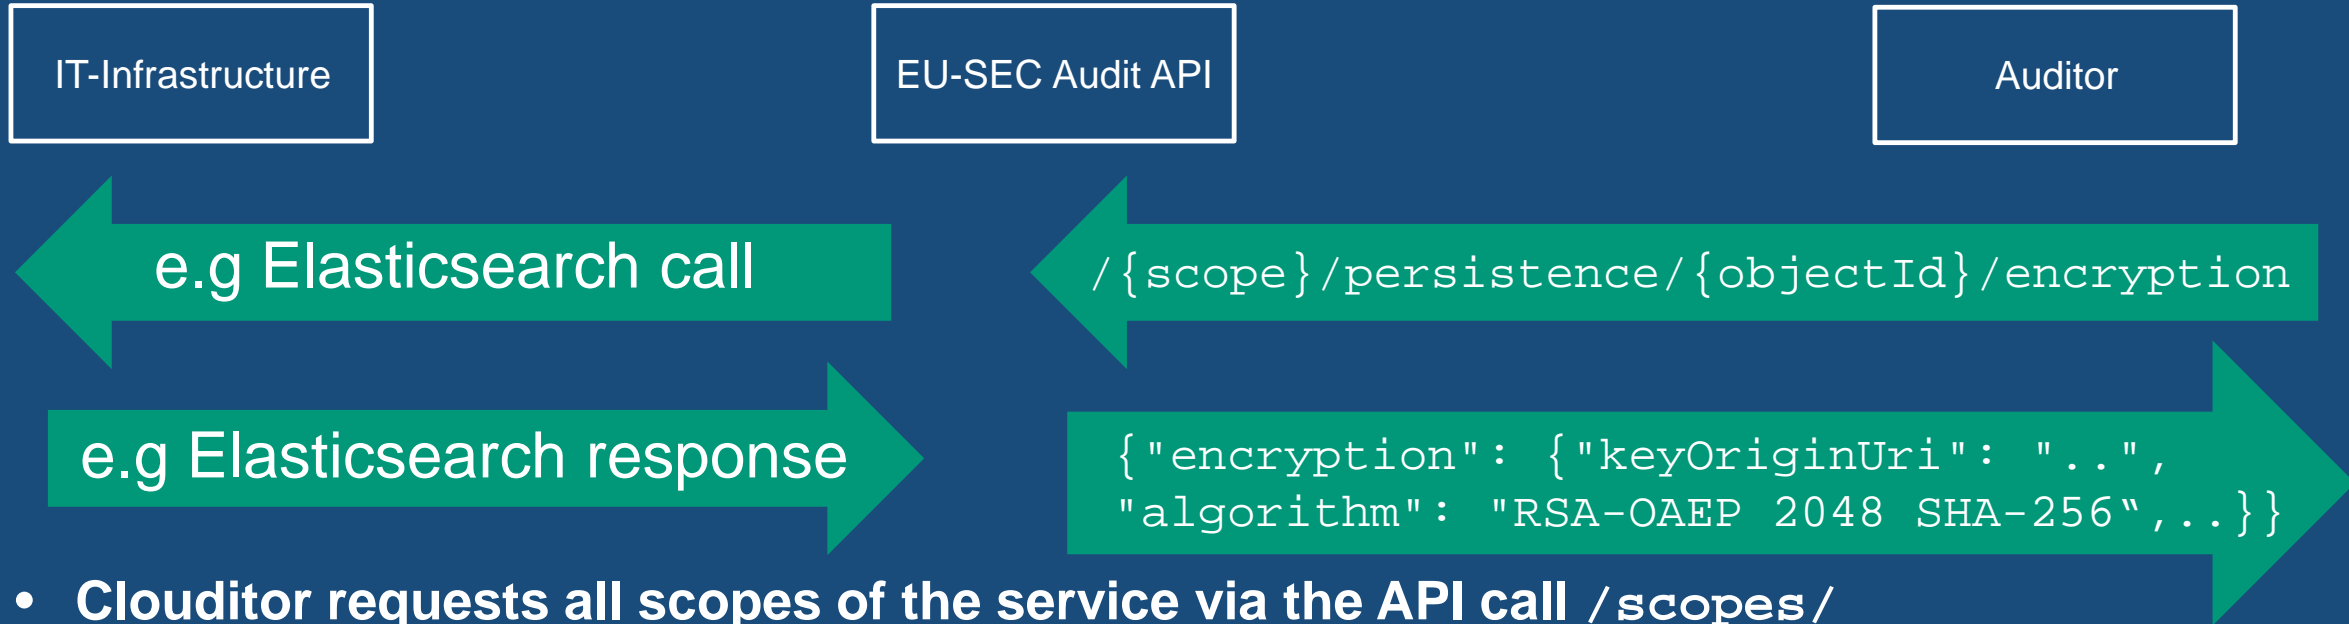 IT-Infrastructure
EU-SEC Audit API
Auditor
e.g Elasticsearch call
/{scope}/persistence/{objectId}/encryption
e.g Elasticsearch response
{"encryption": {"keyOriginUri": "..",
"algorithm": "RSA-OAEP 2048 SHA-256“,..}}
• Clouditor requests all scopes of the service via the API call /scopes/